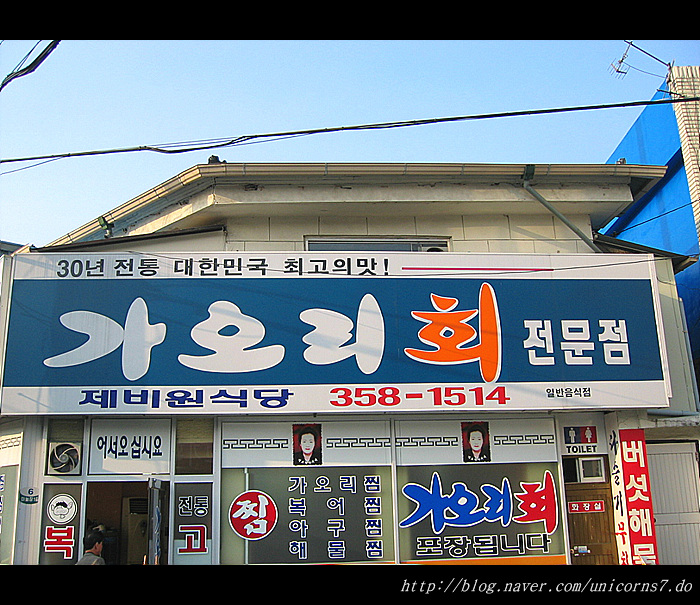 30년 전통 대한민국 최고의맛!
가오리회 전문점
제비원식당 358-1514 일반음식점
어서오십시오
찜
가오리찜
복어찜
아구찜
해물찜
가오리회
포장됩니다
TOILET
화장실
버섯해물
복
전통
고
6
http://blog.naver.com/unicorns7.do